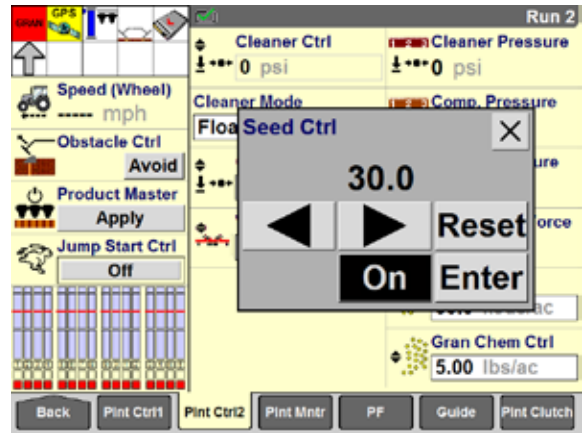 GRAN
GPS
Run 2
Cleaner Ctrl
0 psi
Cleaner Pressure
0 psi
Speed (Wheel)
----- mph
Cleaner Mode
Floa
Comp. Pressure
Obstacle Ctrl
Avoid
Product Master
Apply
Jump Start Ctrl
Off
Seed Ctrl
30.0
Reset
On
Enter
ure
orce
Gran Chem Ctrl
5.00 lbs/ac
Back
Plnt Ctrl1
Plnt Ctrl2
Plnt Mntr
PF
Guide
Plnt Clutch